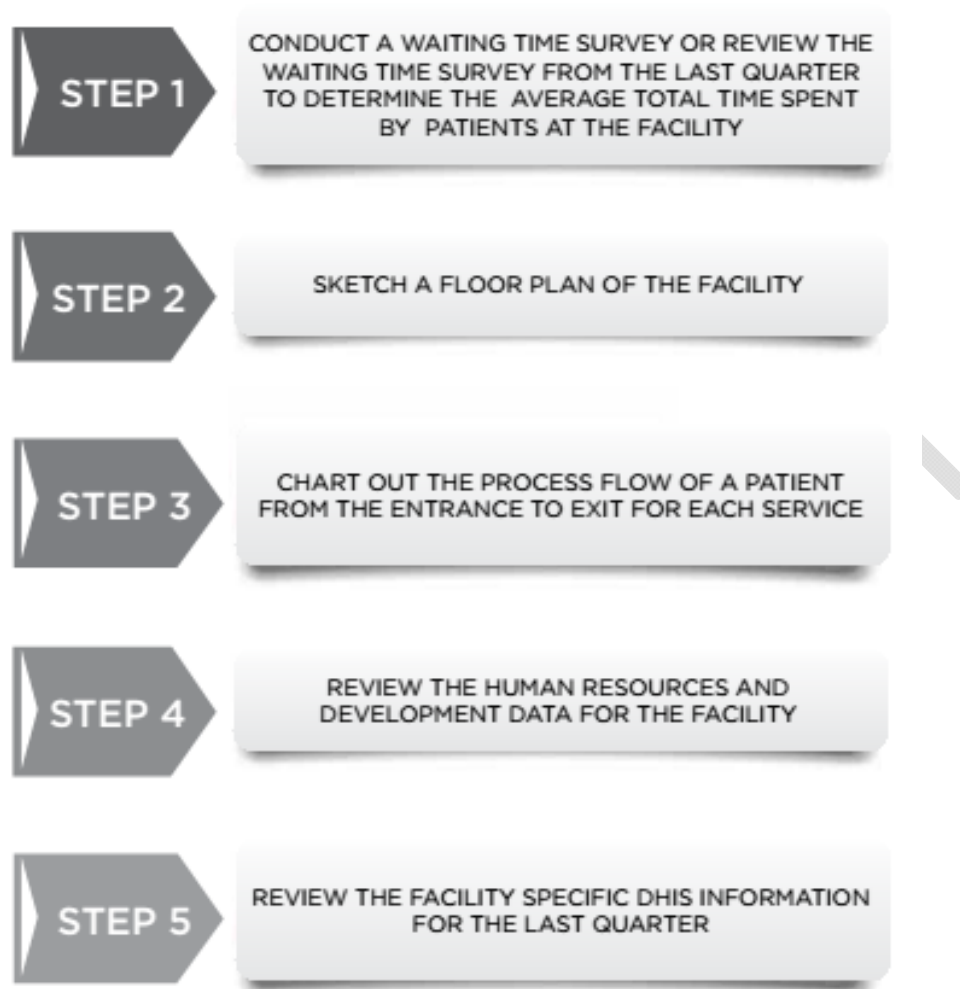 STEP 1
CONDUCT A WAITING TIME SURVEY OR REVIEW THE
WAITING TIME SURVEY FROM THE LAST QUARTER
TO DETERMINE THE AVERAGE TOTAL TIME SPENT
BY PATIENTS AT THE FACILITY
STEP 2
SKETCH A FLOOR PLAN OF THE FACILITY
STEP 3
CHART OUT THE PROCESS FLOW OF A PATIENT
FROM THE ENTRANCE TO EXIT FOR EACH SERVICE
STEP 4
REVIEW THE HUMAN RESOURCES AND
DEVELOPMENT DATA FOR THE FACILITY
STEP 5
REVIEW THE FACILITY SPECIFIC DHIS INFORMATION
FOR THE LAST QUARTER